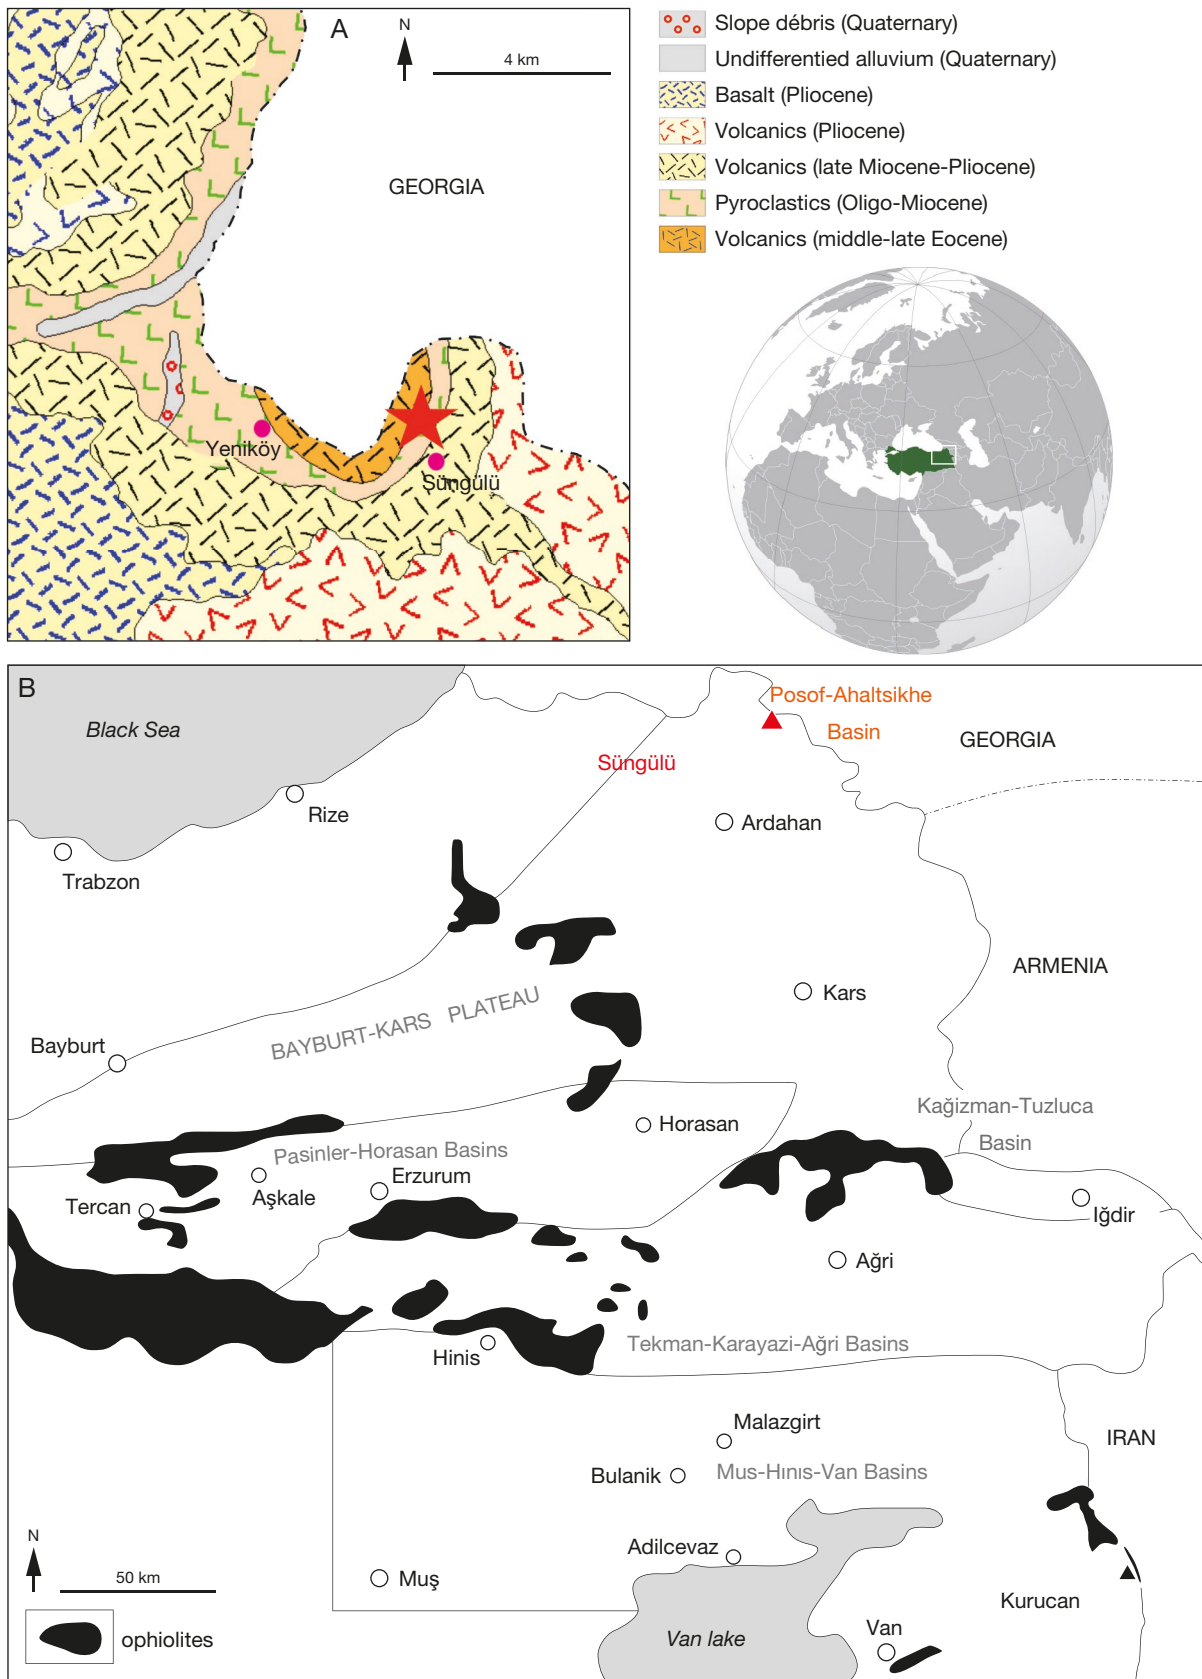 A
N
4 km
GEORGIA
Yeniköy
Süngülü
Slope débris (Quaternary)
Undifferentied alluvium (Quaternary)
Basalt (Pliocene)
Volcanics (Pliocene)
Volcanics (late Miocene-Pliocene)
Pyroclastics (Oligo-Miocene)
Volcanics (middle-late Eocene)
B
Black Sea
Posof-Ahaltsikhe
Basin
GEORGIA
Süngülü
Rize
Ardahan
Trabzon
ARMENIA
Kars
BAYBURT-KARS PLATEAU
Bayburt
Kağizman-Tuzluca
Basin
Horasan
Pasinler-Horasan Basins
Erzurum
Aşkale
Tercan
Iğdir
Ağri
Tekman-Karayazi-Ağri Basins
Hinis
Malazgirt
IRAN
Bulanik
Mus-Hınıs-Van Basins
N
Adilcevaz
50 km
Muş
Kurucan
Van
Van lake
ophiolites